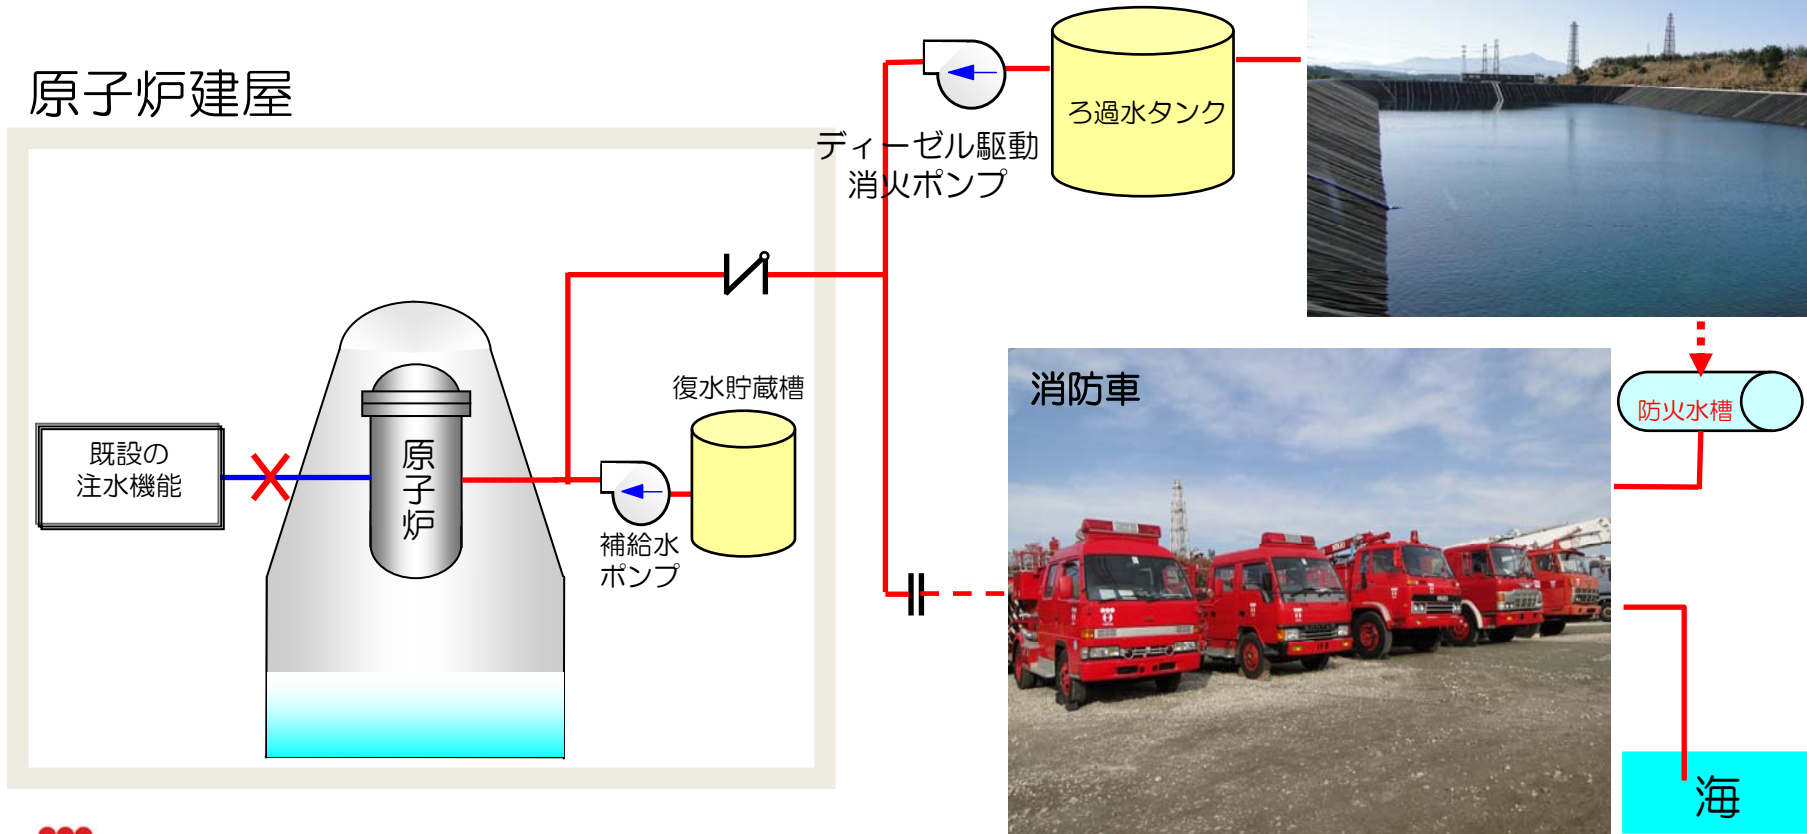 原子炉建屋
ろ過水タンク
ディーゼル駆動
消火ポンプ
消防車
防火水槽
復水貯蔵槽
既設の
注水機能
原子炉
補給水
ポンプ
海